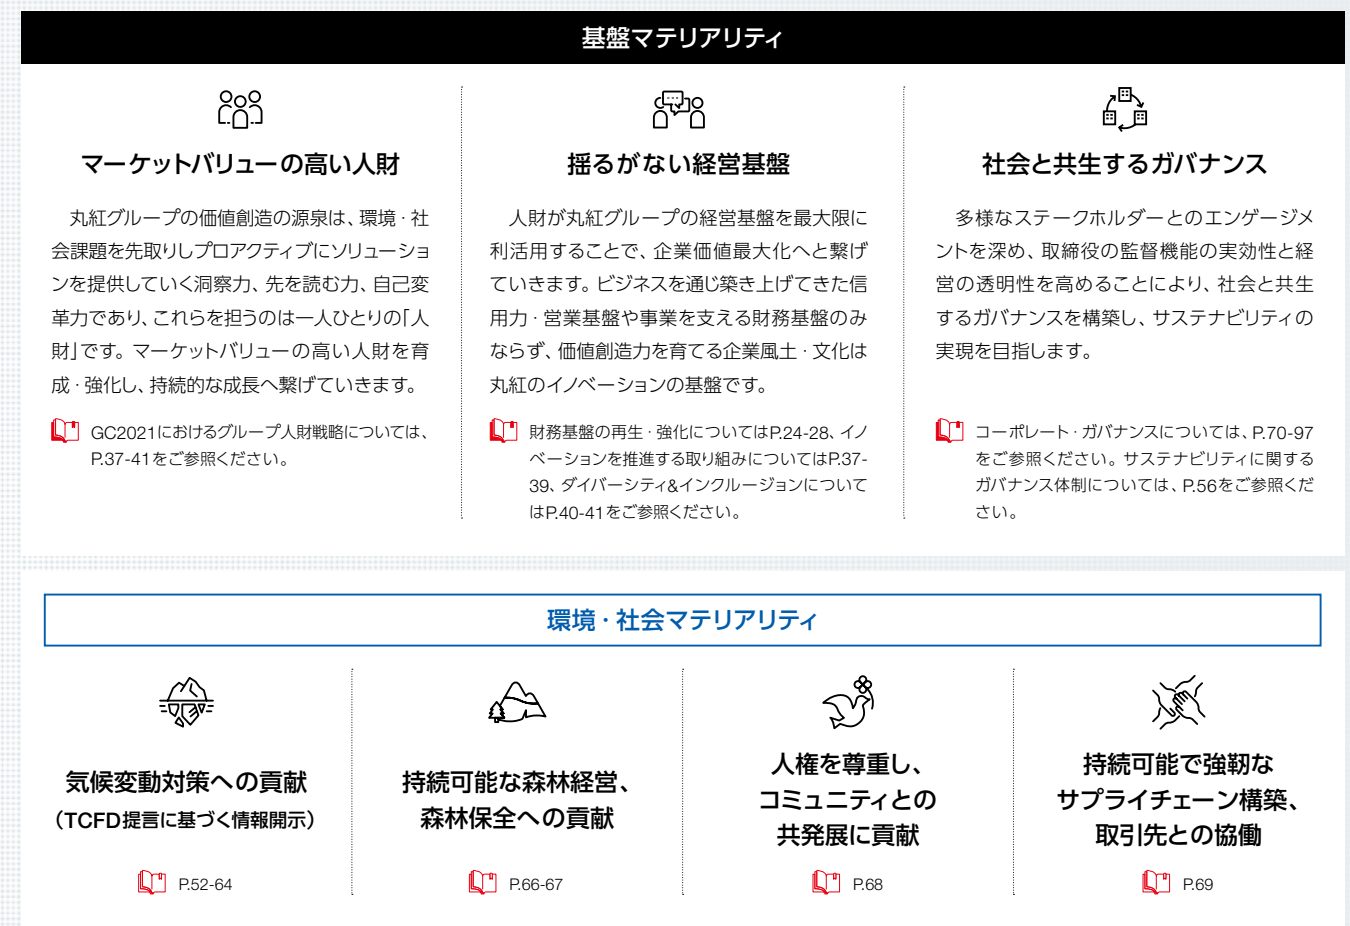 基盤マテリアリティ
マーケットバリューの高い人財
丸紅グループの価値創造の源泉は、環境・社
会課題を先取りしプロアクティブにソリューショ
ンを提供していく洞察力、先を読む力、自己変
革力であり、これらを担うのは一人ひとりの「人
財」です。マーケットバリューの高い人財を育
成・強化し、持続的な成長へ繋げていきます。
GC2021におけるグループ人財戦略については、
P.37-41をご参照ください。
揺るがない経営基盤
人財が丸紅グループの経営基盤を最大限に
利活用することで、企業価値最大化へと繋げ
ていきます。ビジネスを通じ築き上げてきた信
用力・営業基盤や事業を支える財務基盤のみ
ならず、価値創造力を育てる企業風土・文化は
丸紅のイノベーションの基盤です。
財務基盤の再生・強化についてはP.24-28、イノ
ベーションを推進する取り組みについてはP.37-
39、ダイバーシティ&インクルージョンについて
はP.40-41をご参照ください。
社会と共生するガバナンス
多様なステークホルダーとのエンゲージメ
ントを深め、取締役の監督機能の実効性と経
営の透明性を高めることにより、社会と共生
するガバナンスを構築し、サステナビリティの
実現を目指します。
コーポレート・ガバナンスについては、P.70-97
をご参照ください。サステナビリティに関する
ガバナンス体制については、P.56をご参照くだ
さい。
環境・社会マテリアリティ
気候変動対策への貢献
（TCFD提言に基づく情報開示）
P.52-64
持続可能な森林経営、
森林保全への貢献
P.66-67
人権を尊重し、
コミュニティとの
共発展に貢献
P.68
持続可能で強靭な
サプライチェーン構築、
取引先との協働
P.69